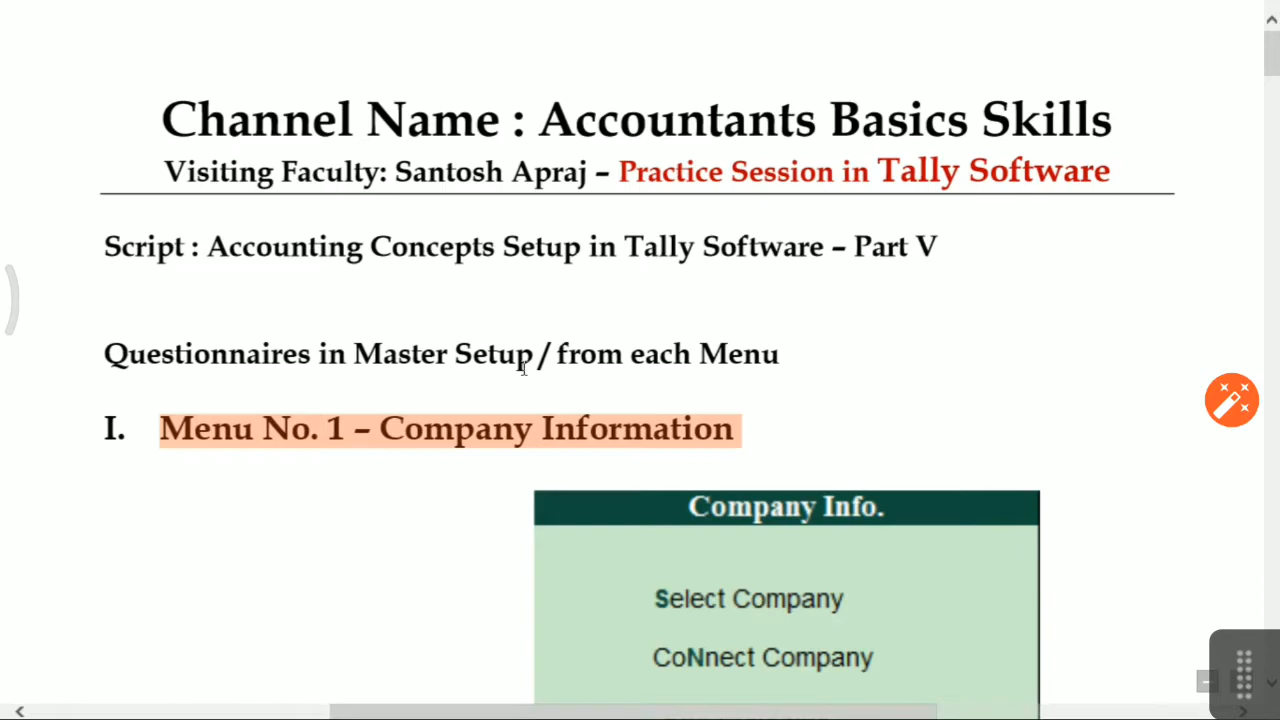 Channel Name : Accountants Basics Skills
Visiting Faculty: Santosh Apraj – Practice Session in Tally Software
Script : Accounting Concepts Setup in Tally Software – Part V
Questionnaires in Master Setup / from each Menu
I. Menu No. 1 – Company Information
Company Info.
Select Company
CoNnect Company